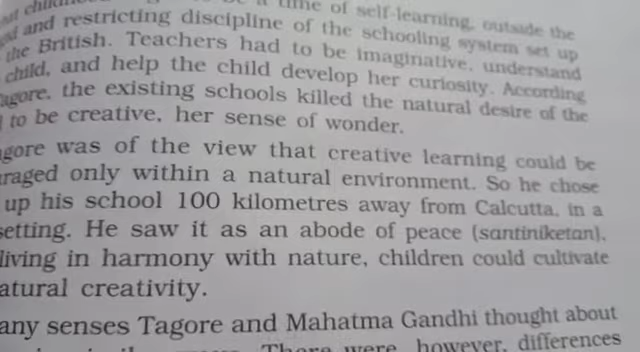 time of self-learning, outside the
and restricting discipline of the schooling system set up
the British. Teachers had to be imaginative, understand
child, and help the child develop her curiosity. According
agore, the existing schools killed the natural desire of the
to be creative, her sense of wonder.
agore was of the view that creative learning could be
raged only within a natural environment. So he chose
up his school 100 kilometres away from Calcutta, in a
setting. He saw it as an abode of peace (santiniketan),
living in harmony with nature, children could cultivate
atural creativity.
any senses Tagore and Mahatma Gandhi thought about
There were, however, differences